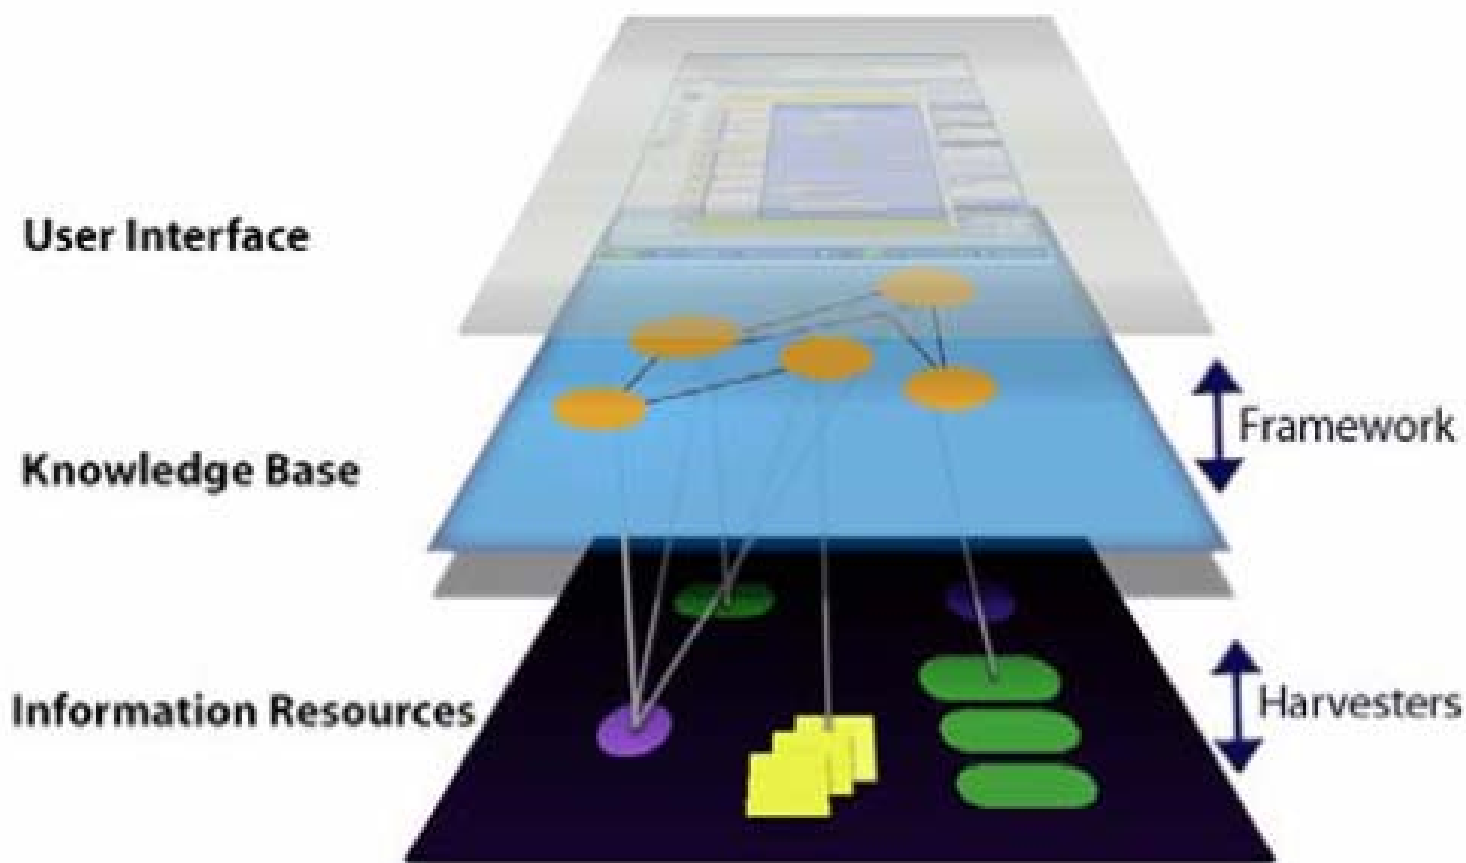 User Interface
Framework
Knowledge Base
Information Resources
Harvesters